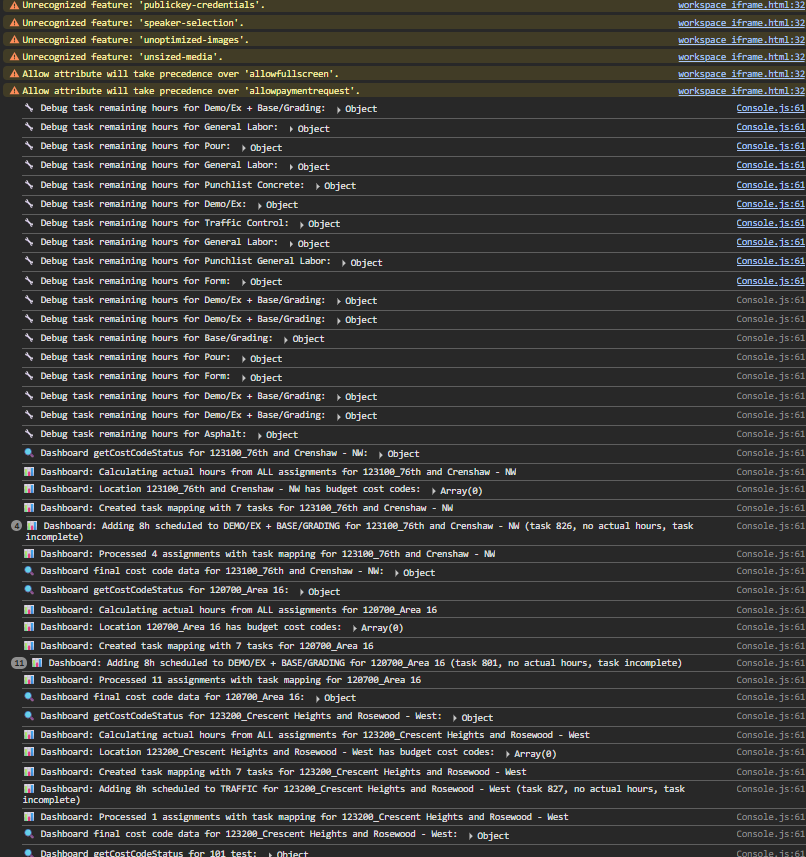 Unrecognized feature: 'publickey-credentials'. workspace iframe.html:32
Unrecognized feature: 'speaker-selection'. workspace iframe.html:32
Unrecognized feature: 'unoptimized-images'. workspace iframe.html:32
Unrecognized feature: 'unsized-media'. workspace iframe.html:32
Allow attribute will take precedence over 'allowfullscreen'. workspace iframe.html:32
Allow attribute will take precedence over 'allowpaymentrequest'. workspace iframe.html:32
Debug task remaining hours for Demo/Ex + Base/Grading: Object Console.js:61
Debug task remaining hours for General Labor: Object Console.js:61
Debug task remaining hours for Pour: Object Console.js:61
Debug task remaining hours for General Labor: Object Console.js:61
Debug task remaining hours for Punchlist Concrete: Object Console.js:61
Debug task remaining hours for Demo/Ex: Object Console.js:61
Debug task remaining hours for Traffic Control: Object Console.js:61
Debug task remaining hours for General Labor: Object Console.js:61
Debug task remaining hours for Punchlist General Labor: Object Console.js:61
Debug task remaining hours for Form: Object Console.js:61
Debug task remaining hours for Demo/Ex + Base/Grading: Object Console.js:61
Debug task remaining hours for Demo/Ex + Base/Grading: Object Console.js:61
Debug task remaining hours for Base/Grading: Object Console.js:61
Debug task remaining hours for Pour: Object Console.js:61
Debug task remaining hours for Form: Object Console.js:61
Debug task remaining hours for Demo/Ex + Base/Grading: Object Console.js:61
Debug task remaining hours for Demo/Ex + Base/Grading: Object Console.js:61
Debug task remaining hours for Asphalt: Object Console.js:61
Dashboard getCostCodeStatus for 123100_76th and Crenshaw - NW: Object Console.js:61
Dashboard: Calculating actual hours from ALL assignments for 123100_76th and Crenshaw - NW Console.js:61
Dashboard: Location 123100_76th and Crenshaw - NW has budget cost codes: Array(0) Console.js:61
Dashboard: Created task mapping with 7 tasks for 123100_76th and Crenshaw - NW Console.js:61
4 Dashboard: Adding 8h scheduled to DEMO/EX + BASE/GRADING for 123100_76th and Crenshaw - NW (task 826, no actual hours, task Console.js:61
incomplete)
Dashboard: Processed 4 assignments with task mapping for 123100_76th and Crenshaw - NW Console.js:61
Dashboard final cost code data for 123100_76th and Crenshaw - NW: Object Console.js:61
Dashboard getCostCodeStatus for 120700_Area 16: Object Console.js:61
Dashboard: Calculating actual hours from ALL assignments for 120700_Area 16 Console.js:61
Dashboard: Location 120700_Area 16 has budget cost codes: Array(0) Console.js:61
Dashboard: Created task mapping with 7 tasks for 120700_Area 16 Console.js:61
11 Dashboard: Adding 8h scheduled to DEMO/EX + BASE/GRADING for 120700_Area 16 (task 801, no actual hours, task incomplete) Console.js:61
Dashboard: Processed 11 assignments with task mapping for 120700_Area 16 Console.js:61
Dashboard final cost code data for 120700_Area 16: Object Console.js:61
Dashboard getCostCodeStatus for 123200_Crescent Heights and Rosewood - West: Object Console.js:61
Dashboard: Calculating actual hours from ALL assignments for 123200_Crescent Heights and Rosewood - West Console.js:61
Dashboard: Location 123200_Crescent Heights and Rosewood - West has budget cost codes: Array(0) Console.js:61
Dashboard: Created task mapping with 7 tasks for 123200_Crescent Heights and Rosewood - West Console.js:61
Dashboard: Adding 8h scheduled to TRAFFIC for 123200_Crescent Heights and Rosewood - West (task 827, no actual hours, task Console.js:61
incomplete)
Dashboard: Processed 1 assignments with task mapping for 123200_Crescent Heights and Rosewood - West Console.js:61
Dashboard final cost code data for 123200_Crescent Heights and Rosewood - West: Object Console.js:61
Dashboard getCostCodeStatus for 101 test: Object Console.js:61